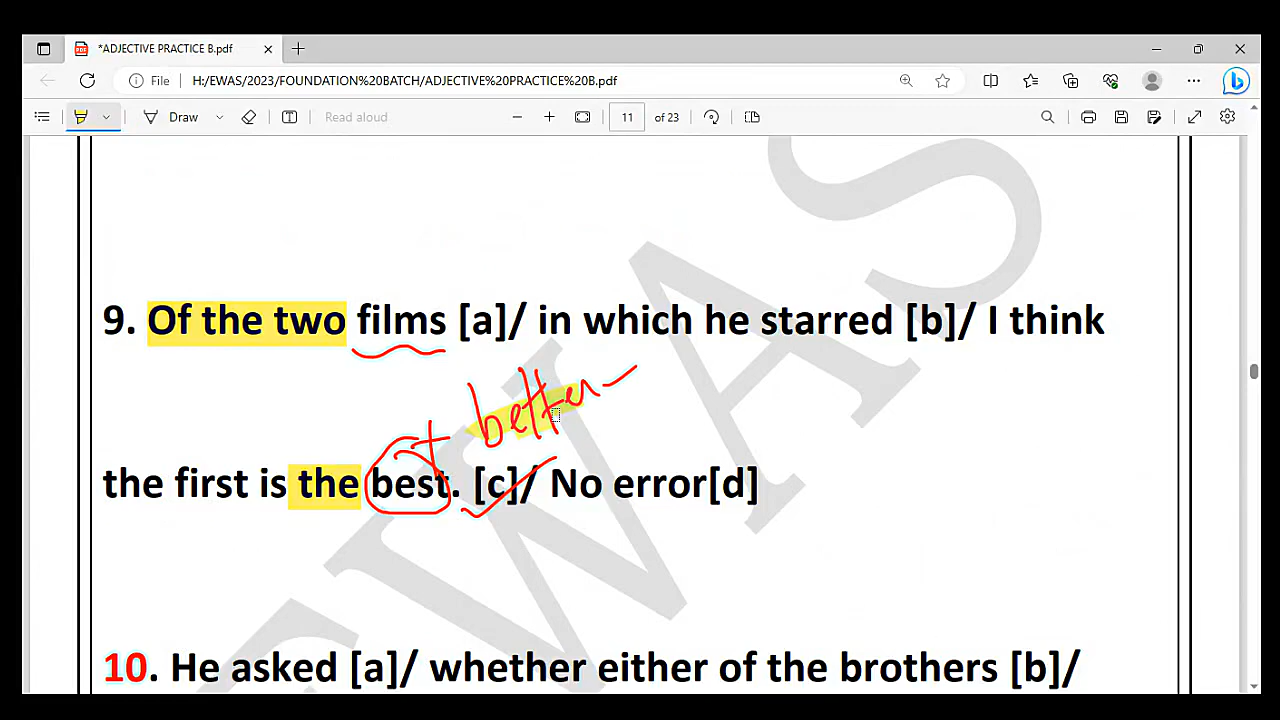 *ADJECTIVE PRACTICE B.pdf
File H:/EWAS/2023/FOUNDATION%20BATCH/ADJECTIVE%20PRACTICE%20B.pdf
Draw Read aloud 11 of 23
9. Of the two films [a]/ in which he starred [b]/ I think
better
the first is the best. [c]/ No error[d]
10. He asked [a]/ whether either of the brothers [b]/
EWAS